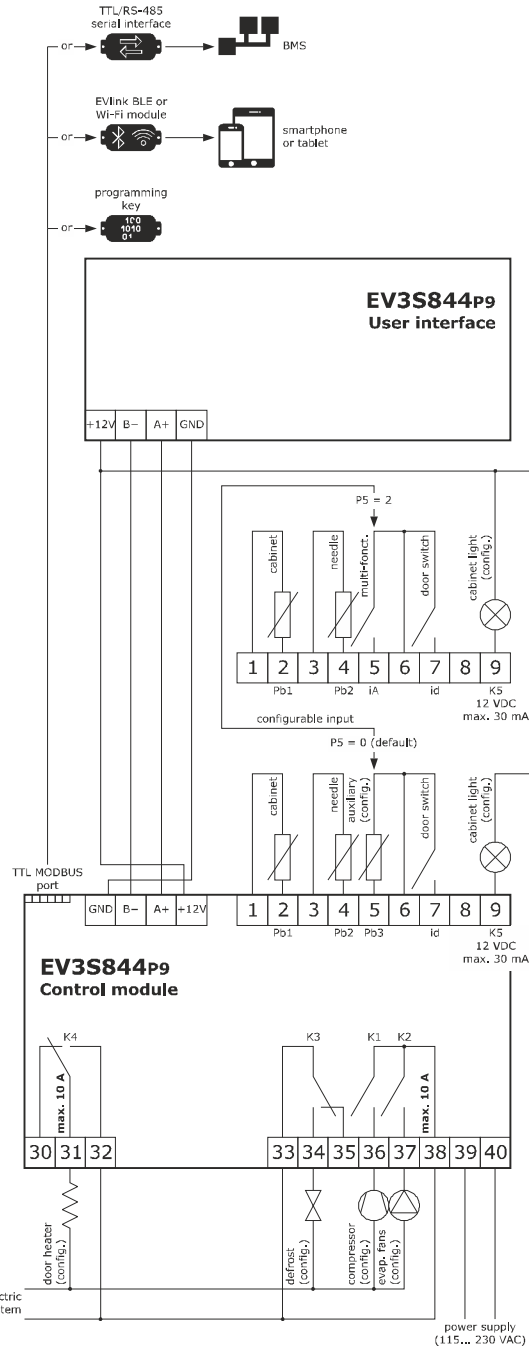 TTL/RS-485
serial interface
or
BMS
EVlink BLE or
Wi-Fi module
or
smartphone
or tablet
programming
key
or
100
1010
01
EV3S844P9
User interface
+12V B- A+ GND
P5 = 2
cabinet
needle
multi-fonct.
door switch
cabinet light
(config.)
1 2 3 4 5 6 7 8 9
Pb1 Pb2 iA id K5
12 VDC
max. 30 mA
configurable input
P5 = 0 (default)
cabinet
needle
auxiliary
(config.)
door switch
cabinet light
(config.)
TTL MODBUS
port
GND B- A+ +12V
1 2 3 4 5 6 7 8 9
Pb1 Pb2 Pb3 id K5
12 VDC
max. 30 mA
EV3S844P9
Control module
K4 K3 K1 K2
max. 10 A
max. 10 A
30 31 32 33 34 35 36 37 38 39 40
door heater
(config.)
defrost
(config.)
compressor
(config.)
evap. fans
(config.)
ctric
tem
power supply
(115... 230 VAC)